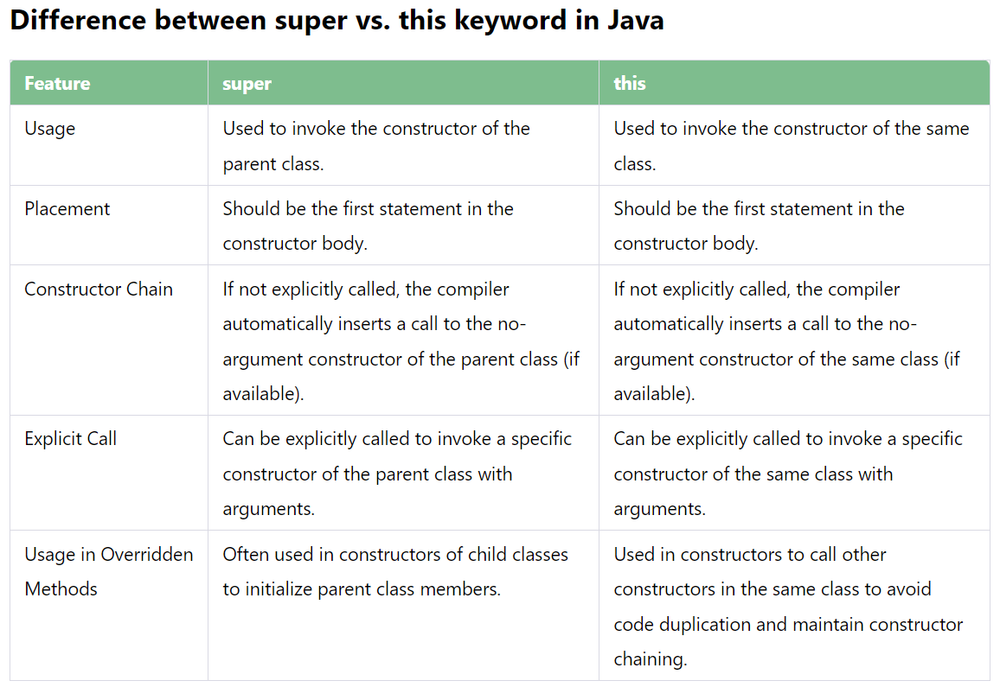 Difference between super vs. this keyword in Java
Feature super this
Usage
Used to invoke the constructor of the
parent class.
Used to invoke the constructor of the same
class.
Placement
Should be the first statement in the
constructor body.
Should be the first statement in the
constructor body.
Constructor Chain
If not explicitly called, the compiler
automatically inserts a call to the no-
argument constructor of the parent class (if
available).
If not explicitly called, the compiler
automatically inserts a call to the no-
argument constructor of the same class (if
available).
Explicit Call
Can be explicitly called to invoke a specific
constructor of the parent class with
arguments.
Can be explicitly called to invoke a specific
constructor of the same class with
arguments.
Usage in Overridden
Methods
Often used in constructors of child classes
to initialize parent class members.
Used in constructors to call other
constructors in the same class to avoid
code duplication and maintain constructor
chaining.